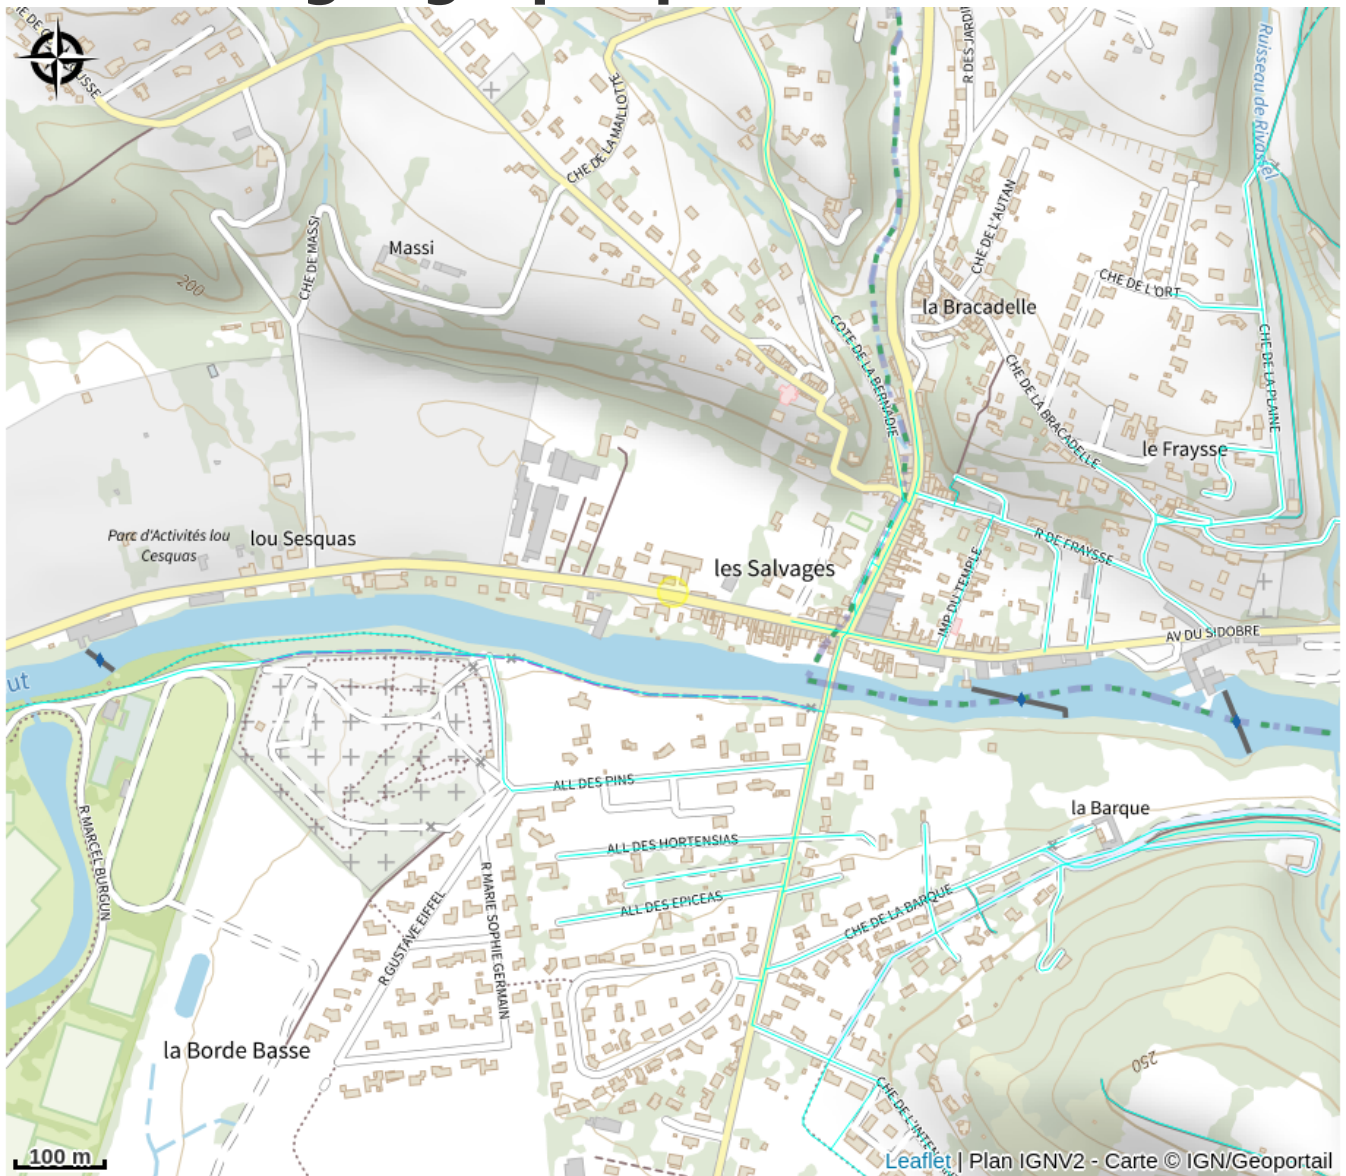 R DES JARDI
Ruisseau de Rivassel
CHE DE LA MAILLOTTE
CHE DE L'AUTAN
CHE DE MASSI
Massi
200
CHE DE L'ORT
la Bracadelle
COTE DE LA BERNADIE
CHE DE LA PLAINE
CHE DE LA BRACADELLE
le Fraysse
Parc d'Activités lou
Cesquas
lou Sesquas
R DE FRAYSSE
les Salvages
IMP DU TEMPLE
AV DU SIDOBRE
ut
ALL DES PINS
la Barque
R MARCEL BURGUN
ALL DES HORTENSIAS
ALL DES EPICEAS
CHE DE LA BARQUE
R GUSTAVE EIFFEL
R MARIE SOPHIE GERMAIN
la Borde Basse
250
CHE DE L'INTEN
100 m
Leaflet | Plan IGNV2 - Carte © IGN/Geoportail